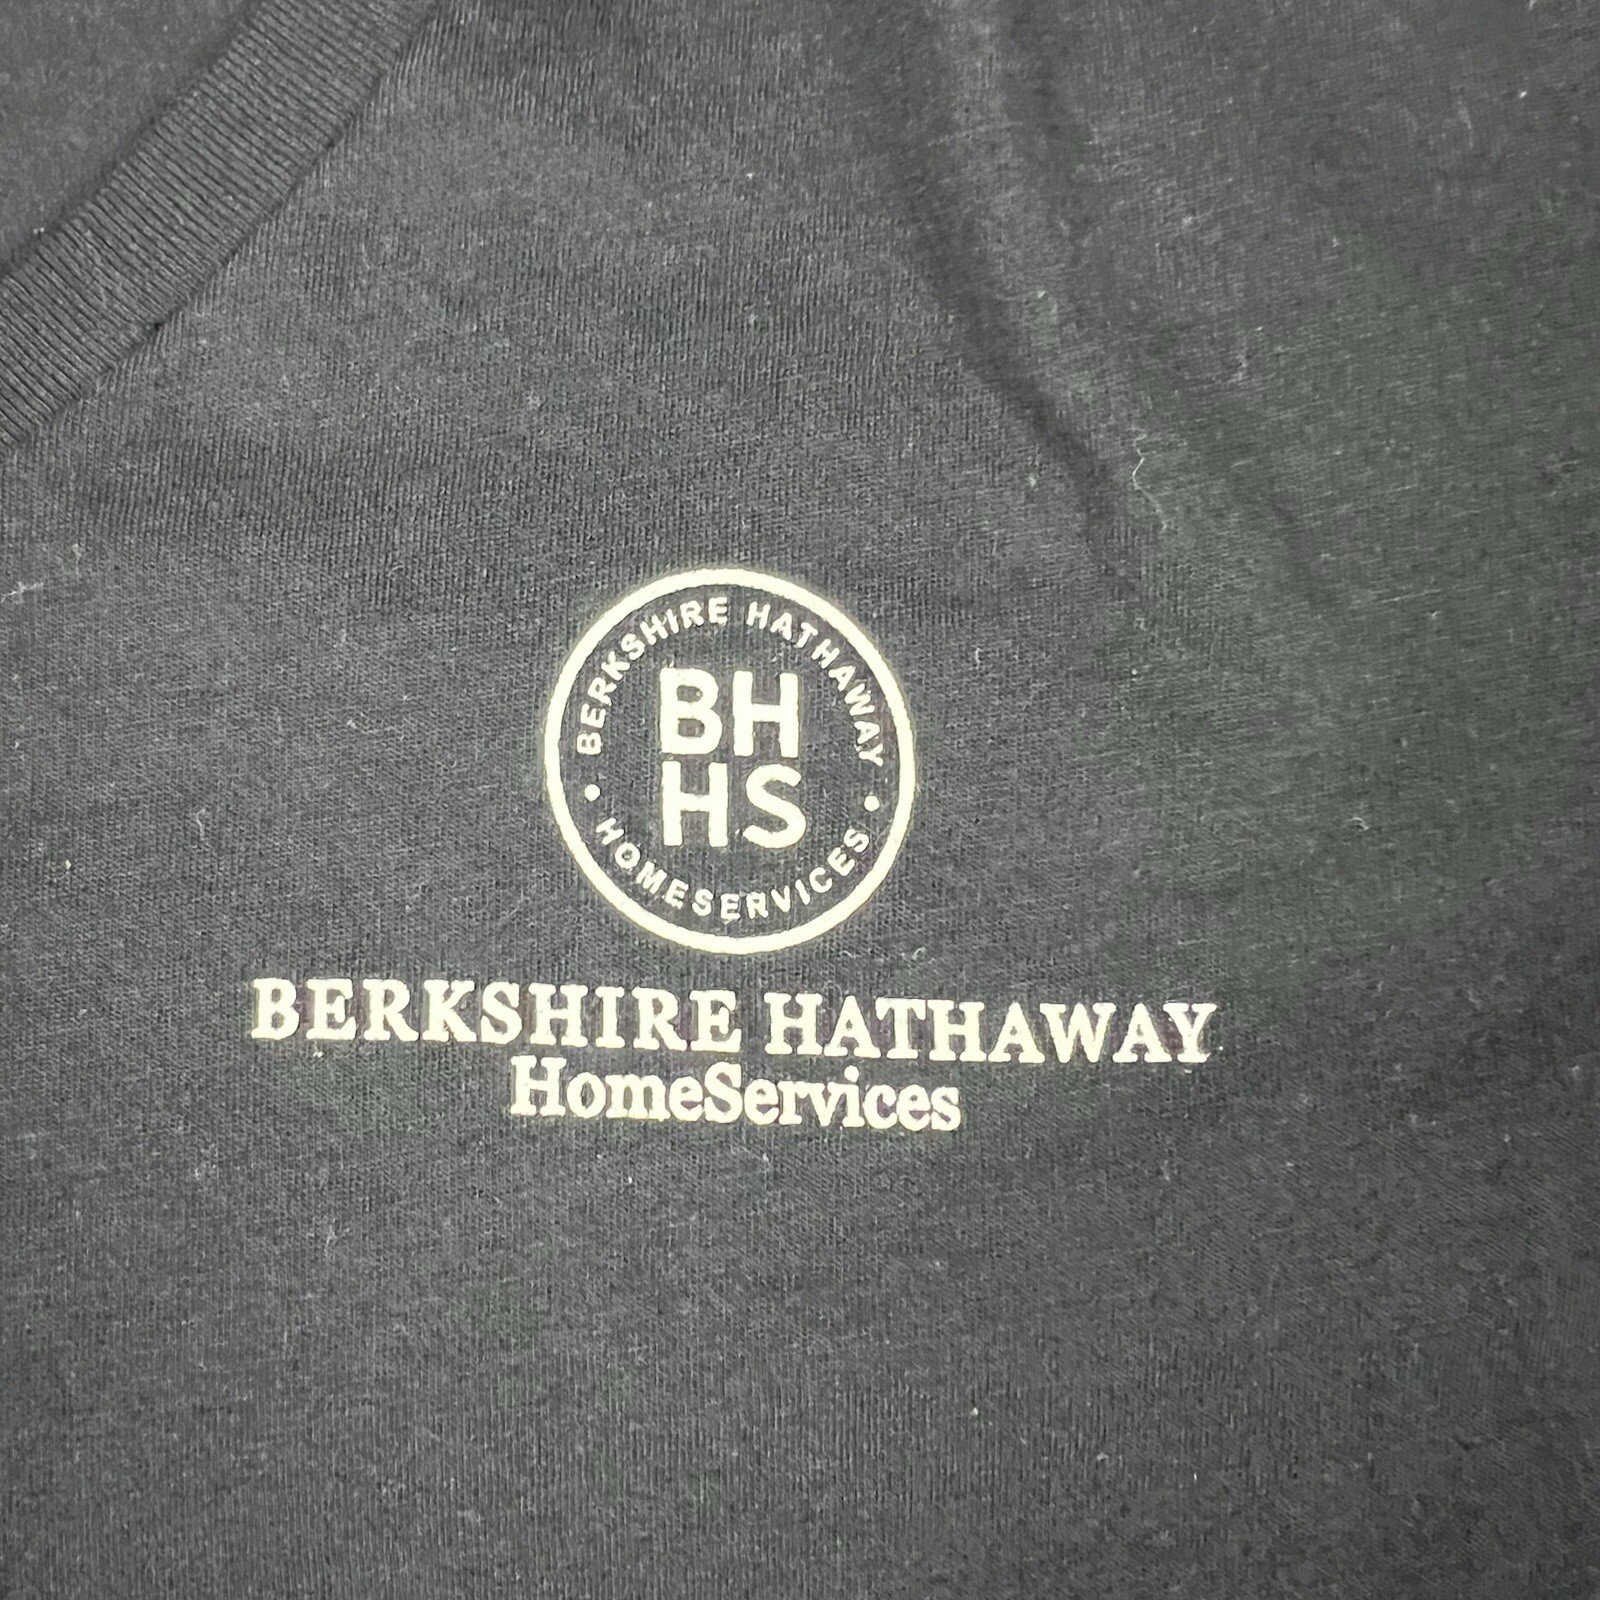 BERKSHIRE HATHAWAY
BH
HS
• HOMESERVICES •
BERKSHIRE HATHAWAY
HomeServices